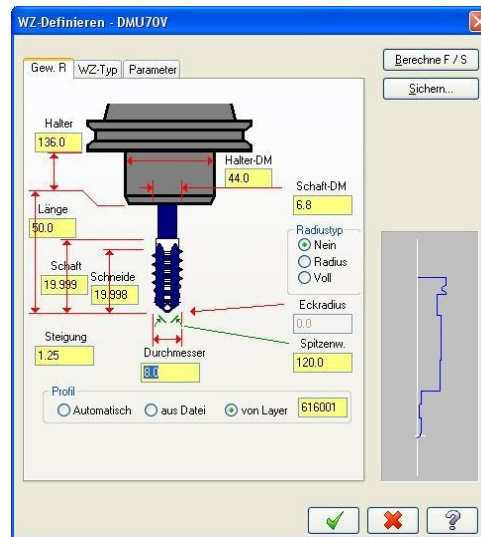 WZ-Definieren - DMU70V
Gew. R
WZ-Typ
Parameter
Berechne F / S
Sichern...
Halter
136.0
Halter-DM
44.0
Schaft-DM
6.8
Länge
50.0
Radiustyp
Nein
Radius
Voll
Schaft
19.999
Schneide
19.998
Eckradius
0.0
Steigung
1.25
Spitzenw.
120.0
Durchmesser
8.0
Profil
Automatisch
aus Datei
von Layer
616001
?